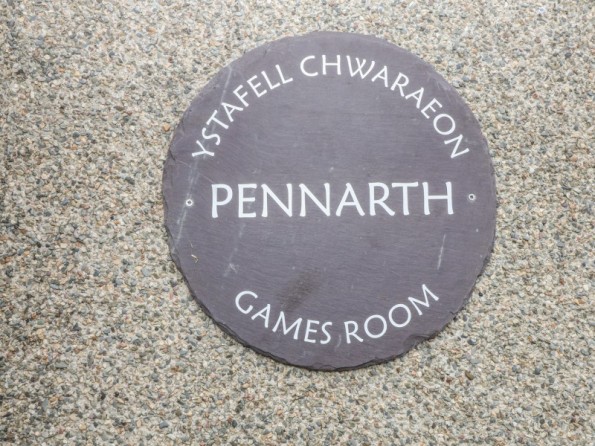 YSTAFELL CHWARAEON
PENNARTH
GAMES ROOM